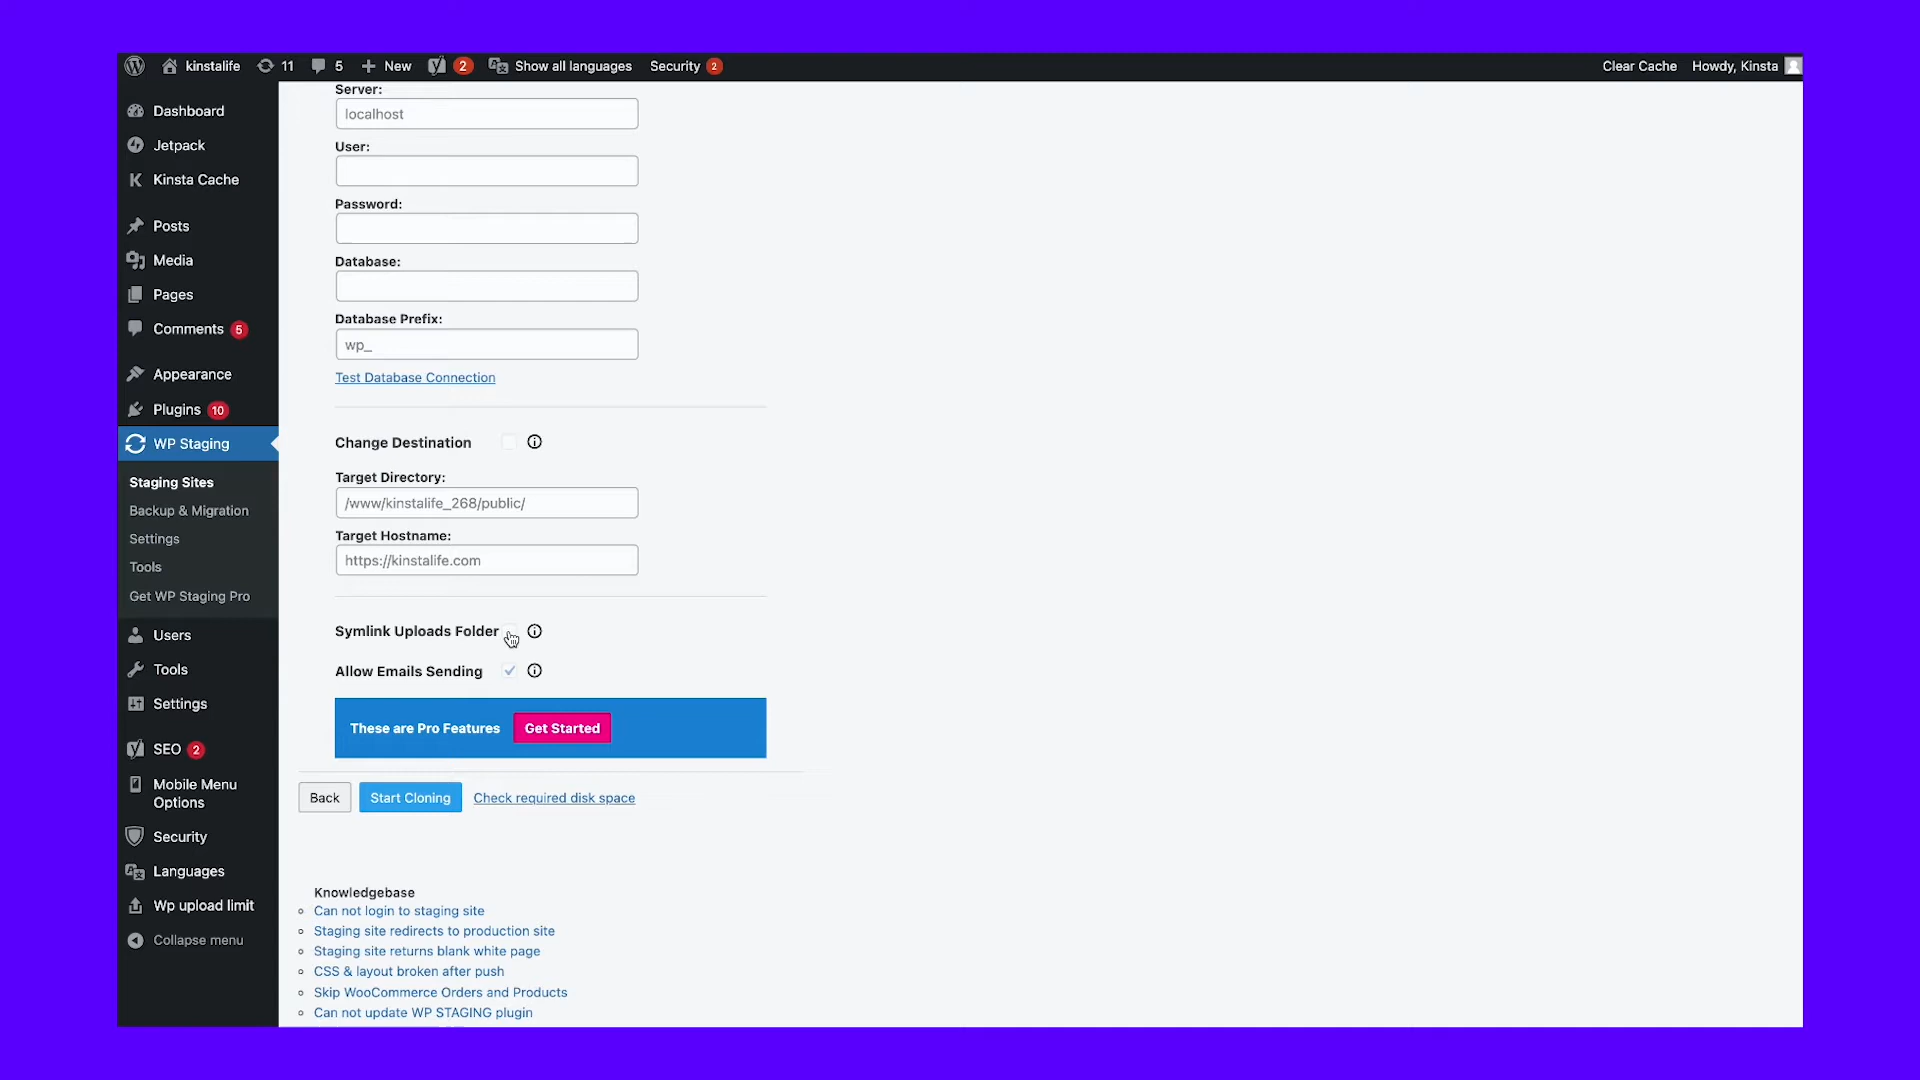 kinstalife 11 5 New 2 Show all languages Security 2 Clear Cache Howdy, Kinsta
Dashboard
Jetpack
Kinsta Cache
Posts
Media
Pages
Comments 5
Appearance
Plugins 10
WP Staging
Staging Sites
Backup & Migration
Settings
Tools
Get WP Staging Pro
Users
Tools
Settings
SEO 2
Mobile Menu
Options
Security
Languages
Wp upload limit
Collapse menu
Server:
localhost
User:
Password:
Database:
Database Prefix:
wp_
Test Database Connection
Change Destination
Target Directory:
/www/kinstalife_268/public/
Target Hostname:
https://kinstalife.com
Symlink Uploads Folder
Allow Emails Sending
These are Pro Features Get Started
Back Start Cloning Check required disk space
Knowledgebase
Can not login to staging site
Staging site redirects to production site
Staging site returns blank white page
CSS & layout broken after push
Skip WooCommerce Orders and Products
Can not update WP STAGING plugin